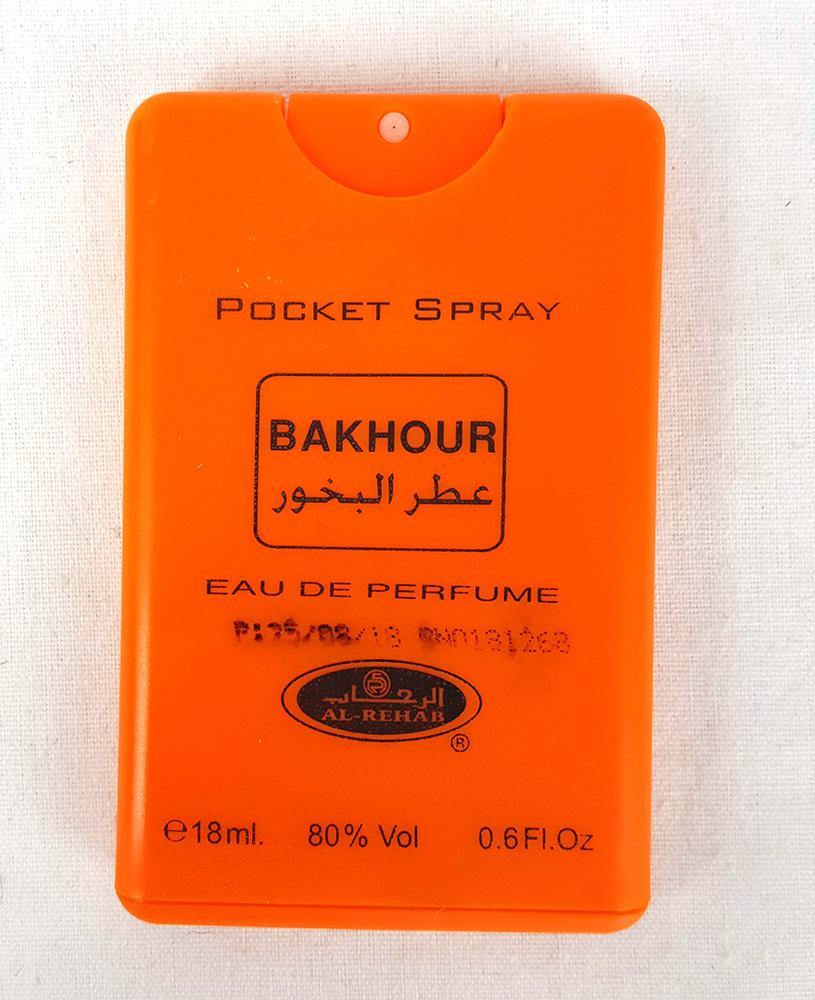 POCKET SPRAY
BAKHOUR
عطر البخور
EAU DE PERFUME
الرحاب
AL-REHAB
®
℮18ml. 80% Vol 0.6Fl.Oz